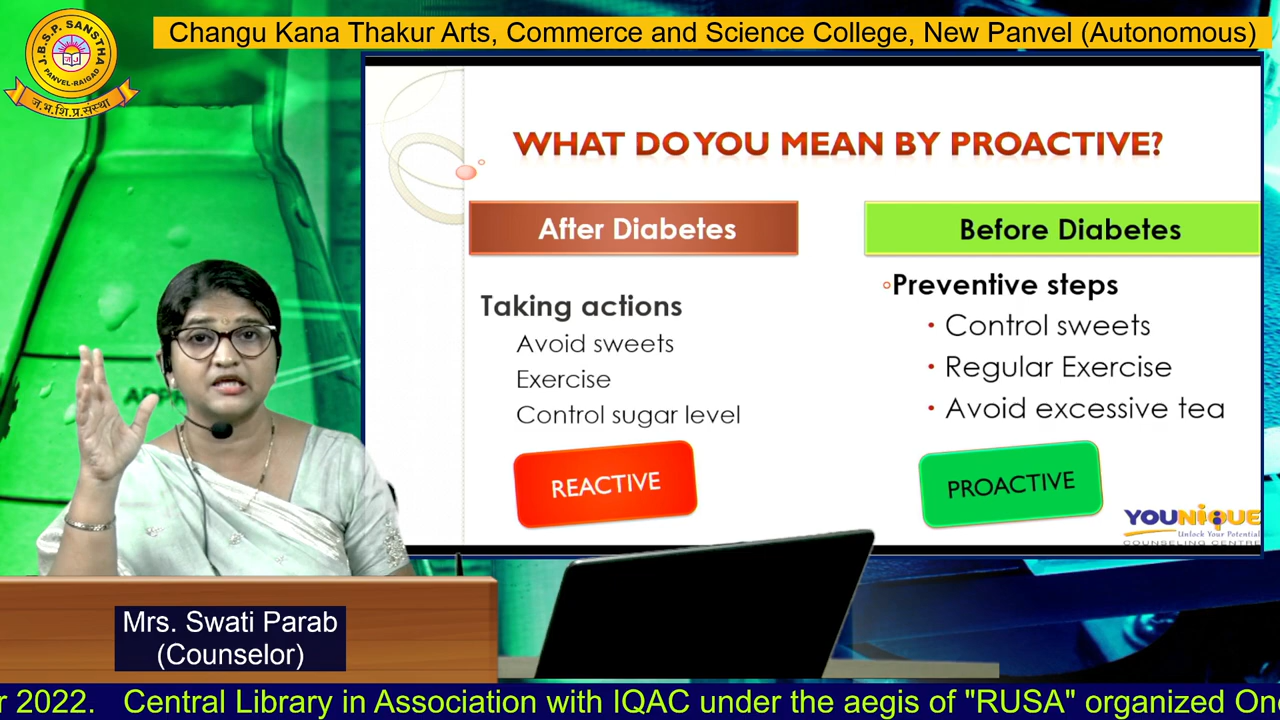 Changu Kana Thakur Arts, Commerce and Science College, New Panvel (Autonomous)
J.B.S.P. SANSTHA
PANVEL-RAIGAD
ज.भ.शि.प्र.संस्था
WHAT DO YOU MEAN BY PROACTIVE?
After Diabetes
Taking actions
Avoid sweets
Exercise
Control sugar level
REACTIVE
Before Diabetes
Preventive steps
Control sweets
Regular Exercise
Avoid excessive tea
PROACTIVE
YOUNIQUE
Unlock Your Potential
COUNSELING CENTRE
Mrs. Swati Parab
(Counselor)
r 2022. Central Library in Association with IQAC under the aegis of "RUSA" organized On